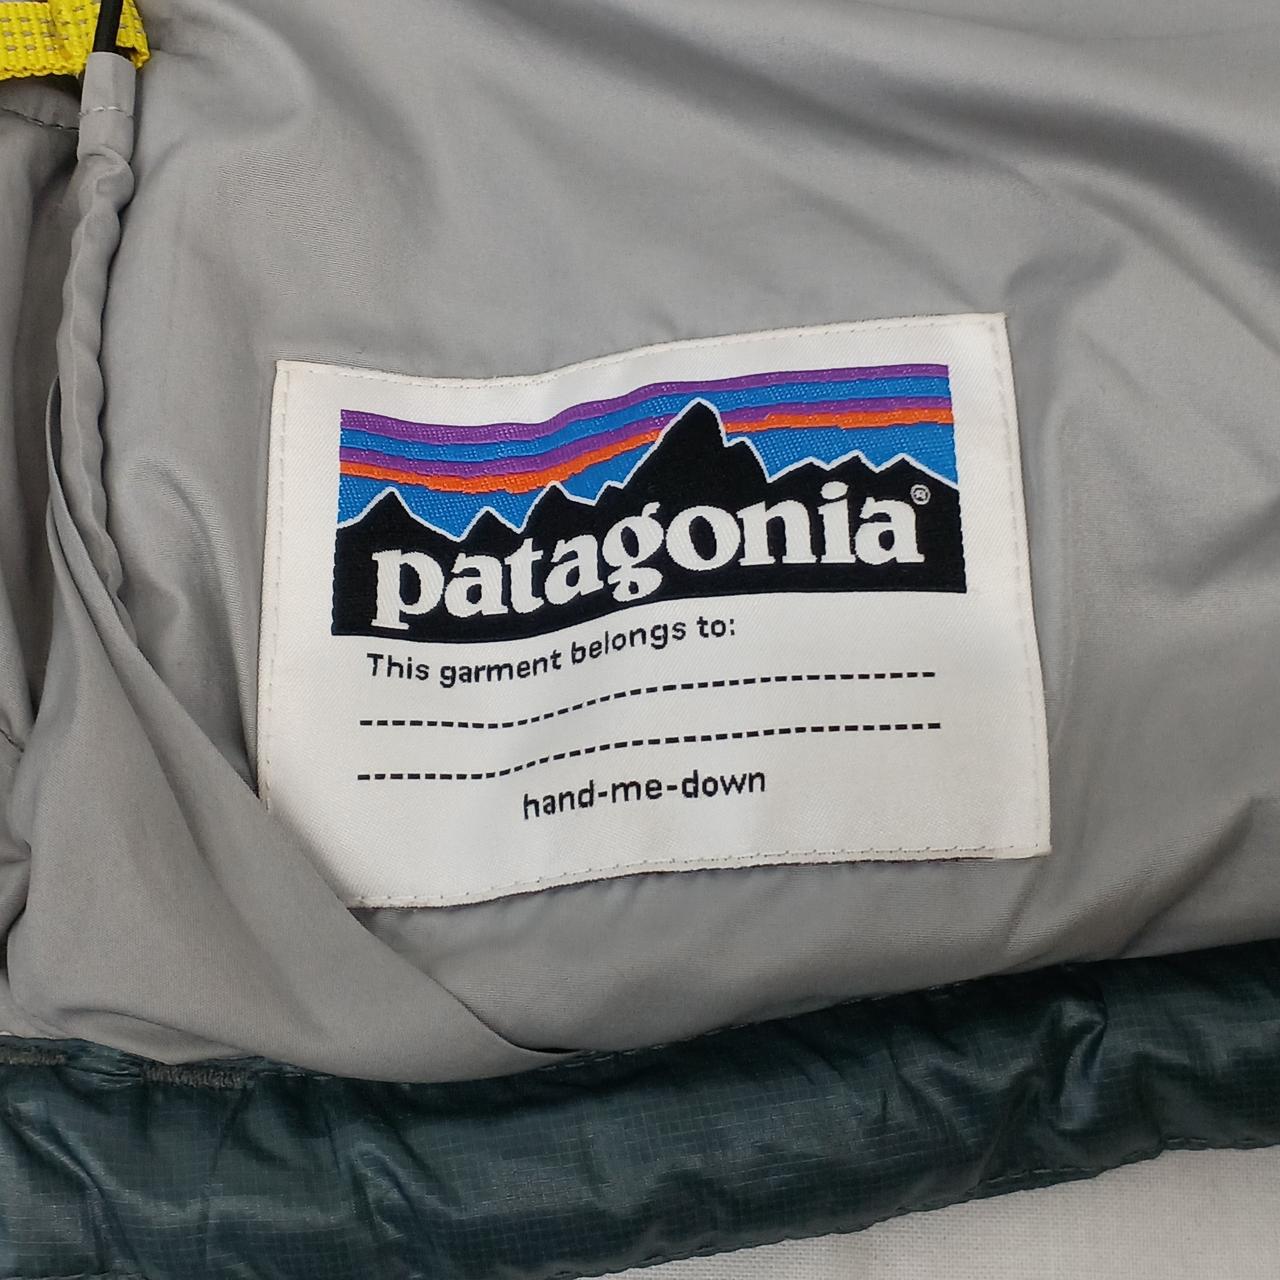 patagonia®
This garment belongs to:
hand-me-down